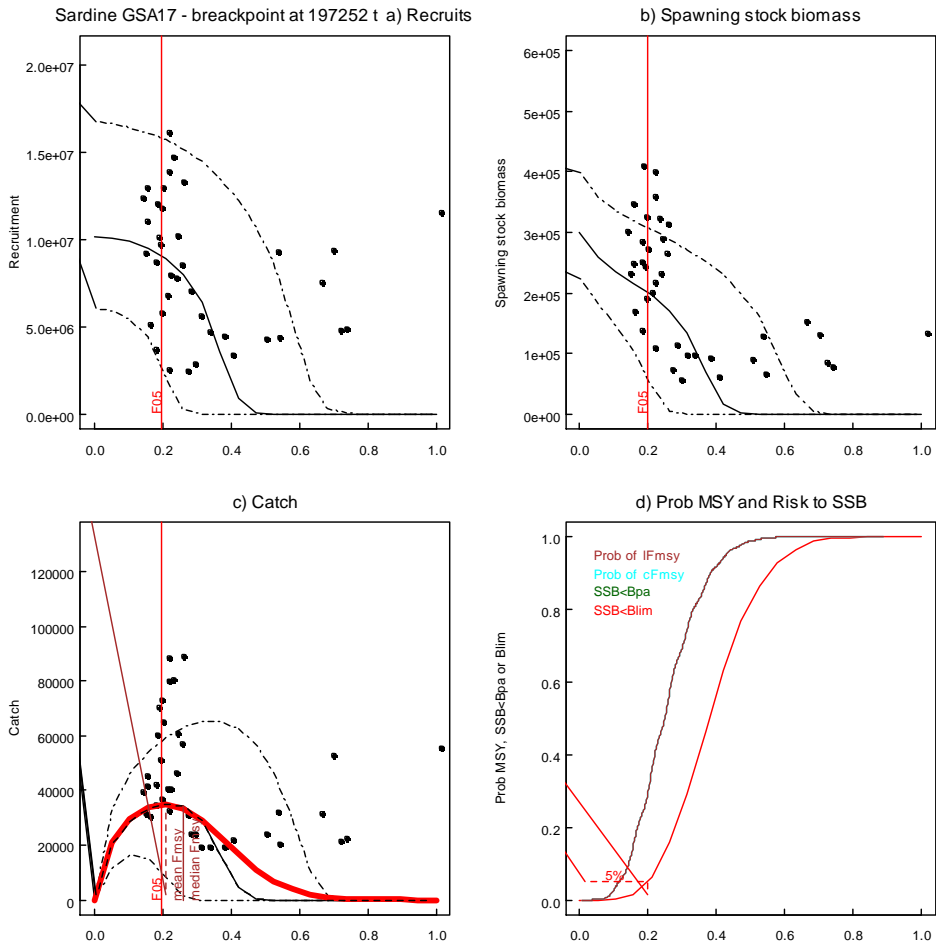 Sardine GSA17 - breackpoint at 197252 t a) Recruits
b) Spawning stock biomass
Recruitment
2.0e+07
1.5e+07
1.0e+07
5.0e+06
0.0e+00
F05
0.0 0.2 0.4 0.6 0.8 1.0
Spawning stock biomass
6e+05
5e+05
4e+05
3e+05
2e+05
1e+05
0e+00
F05
0.0 0.2 0.4 0.6 0.8 1.0
c) Catch
Catch
120000
100000
80000
60000
40000
20000
0
F05
mean Fmsy
median Fmsy
0.0 0.2 0.4 0.6 0.8 1.0
d) Prob MSY and Risk to SSB
Prob MSY, SSB<Bpa or Blim
1.0
0.8
0.6
0.4
0.2
0.0
Prob of lFmsy
Prob of cFmsy
SSB<Bpa
SSB<Blim
5%
0.0 0.2 0.4 0.6 0.8 1.0